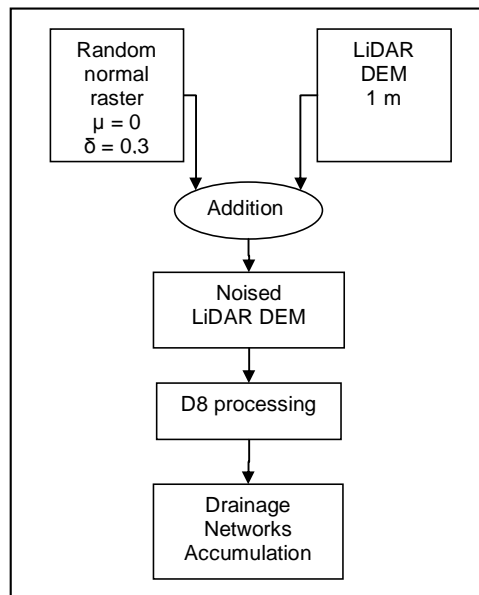 Random
normal
raster
μ = 0
δ = 0.3
LiDAR
DEM
1 m
Addition
Noised
LiDAR DEM
D8 processing
Drainage
Networks
Accumulation